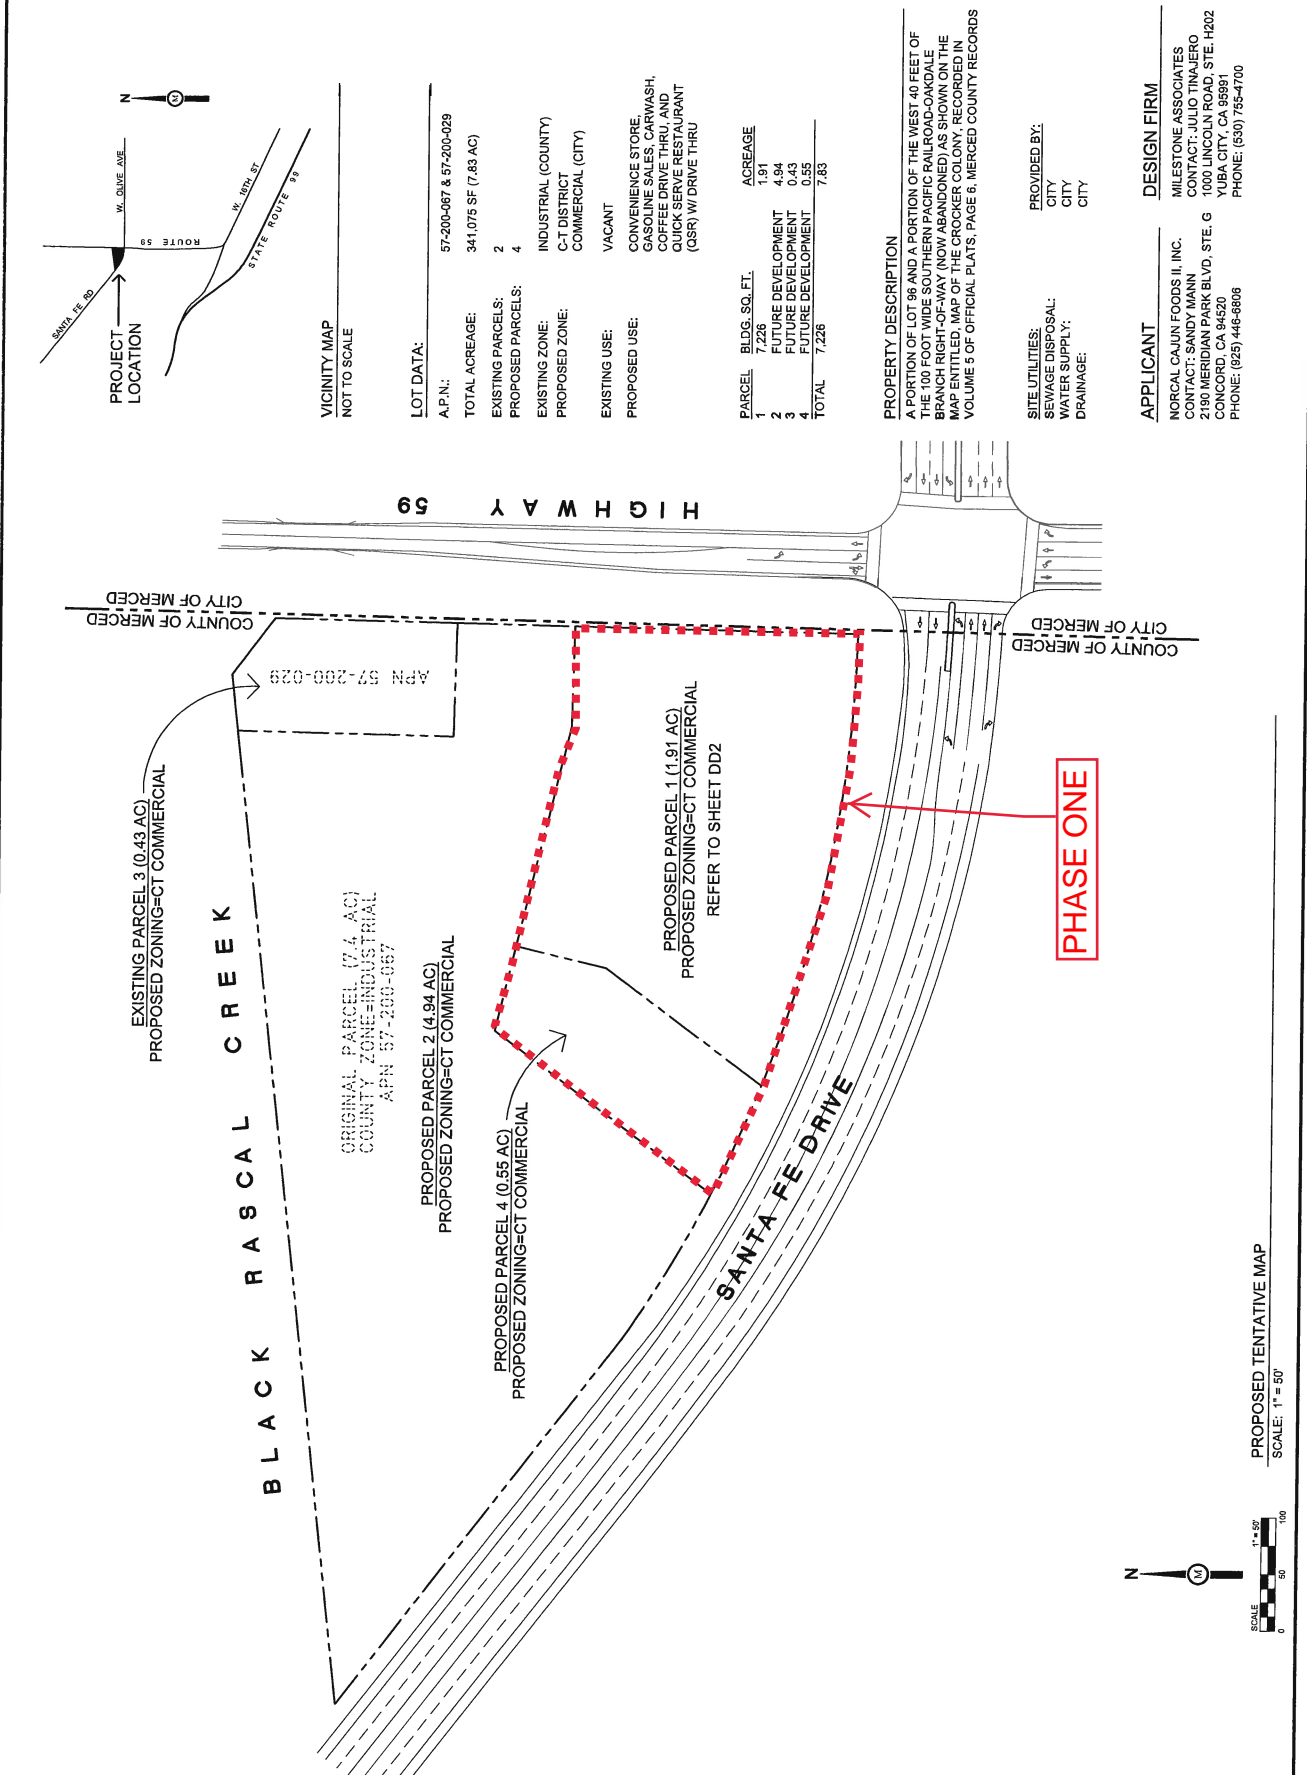 N
M
SANTA FE RD
W. OLIVE AVE
ROUTE 59
W. 16TH ST
STATE ROUTE 99
PROJECT
LOCATION
VICINITY MAP
NOT TO SCALE
LOT DATA:
A.P.N.: 57-200-067 & 57-200-029
TOTAL ACREAGE: 341,075 SF (7.83 AC)
EXISTING PARCELS: 2
PROPOSED PARCELS: 4
EXISTING ZONE: INDUSTRIAL (COUNTY)
PROPOSED ZONE: C-T DISTRICT
COMMERCIAL (CITY)
EXISTING USE: VACANT
PROPOSED USE: CONVENIENCE STORE,
GASOLINE SALES, CARWASH,
COFFEE DRIVE THRU, AND
QUICK SERVE RESTAURANT
(QSR) W/ DRIVE THRU
PARCEL BLDG. SQ. FT. ACREAGE
1 7,226 1.91
2 FUTURE DEVELOPMENT 4.94
3 FUTURE DEVELOPMENT 0.43
4 FUTURE DEVELOPMENT 0.55
TOTAL 7,226 7.83
PROPERTY DESCRIPTION
A PORTION OF LOT 96 AND A PORTION OF THE WEST 40 FEET OF
THE 100 FOOT WIDE SOUTHERN PACIFIC RAILROAD-OAKDALE
BRANCH RIGHT-OF-WAY (NOW ABANDONED) AS SHOWN ON THE
MAP ENTITLED, MAP OF THE CROCKER COLONY, RECORDED IN
VOLUME 5 OF OFFICIAL PLATS, PAGE 6, MERCED COUNTY RECORDS
SITE UTILITIES: PROVIDED BY:
SEWAGE DISPOSAL: CITY
WATER SUPPLY: CITY
DRAINAGE: CITY
APPLICANT
NORCAL CAJUN FOODS II, INC.
CONTACT: SANDY MANN
2190 MERIDIAN PARK BLVD, STE. G
CONCORD, CA 94520
PHONE: (925) 446-6806
DESIGN FIRM
MILESTONE ASSOCIATES
CONTACT: JULIO TINAJERO
1000 LINCOLN ROAD, STE. H202
YUBA CITY, CA 95991
PHONE: (530) 755-4700
HIGHWAY 59
CITY OF MERCED
COUNTY OF MERCED
CITY OF MERCED
COUNTY OF MERCED
APN 57-200-029
EXISTING PARCEL 3 (0.43 AC)
PROPOSED ZONING=CT COMMERCIAL
BLACK RASCAL CREEK
ORIGINAL PARCEL (7.4 AC)
COUNTY ZONE=INDUSTRIAL
APN 57-200-067
PROPOSED PARCEL 2 (4.94 AC)
PROPOSED ZONING=CT COMMERCIAL
PROPOSED PARCEL 4 (0.55 AC)
PROPOSED ZONING=CT COMMERCIAL
PROPOSED PARCEL 1 (1.91 AC)
PROPOSED ZONING=CT COMMERCIAL
REFER TO SHEET DD2
PHASE ONE
SANTA FE DRIVE
N
M
SCALE 1" = 50'
0 50 100
PROPOSED TENTATIVE MAP
SCALE: 1" = 50'